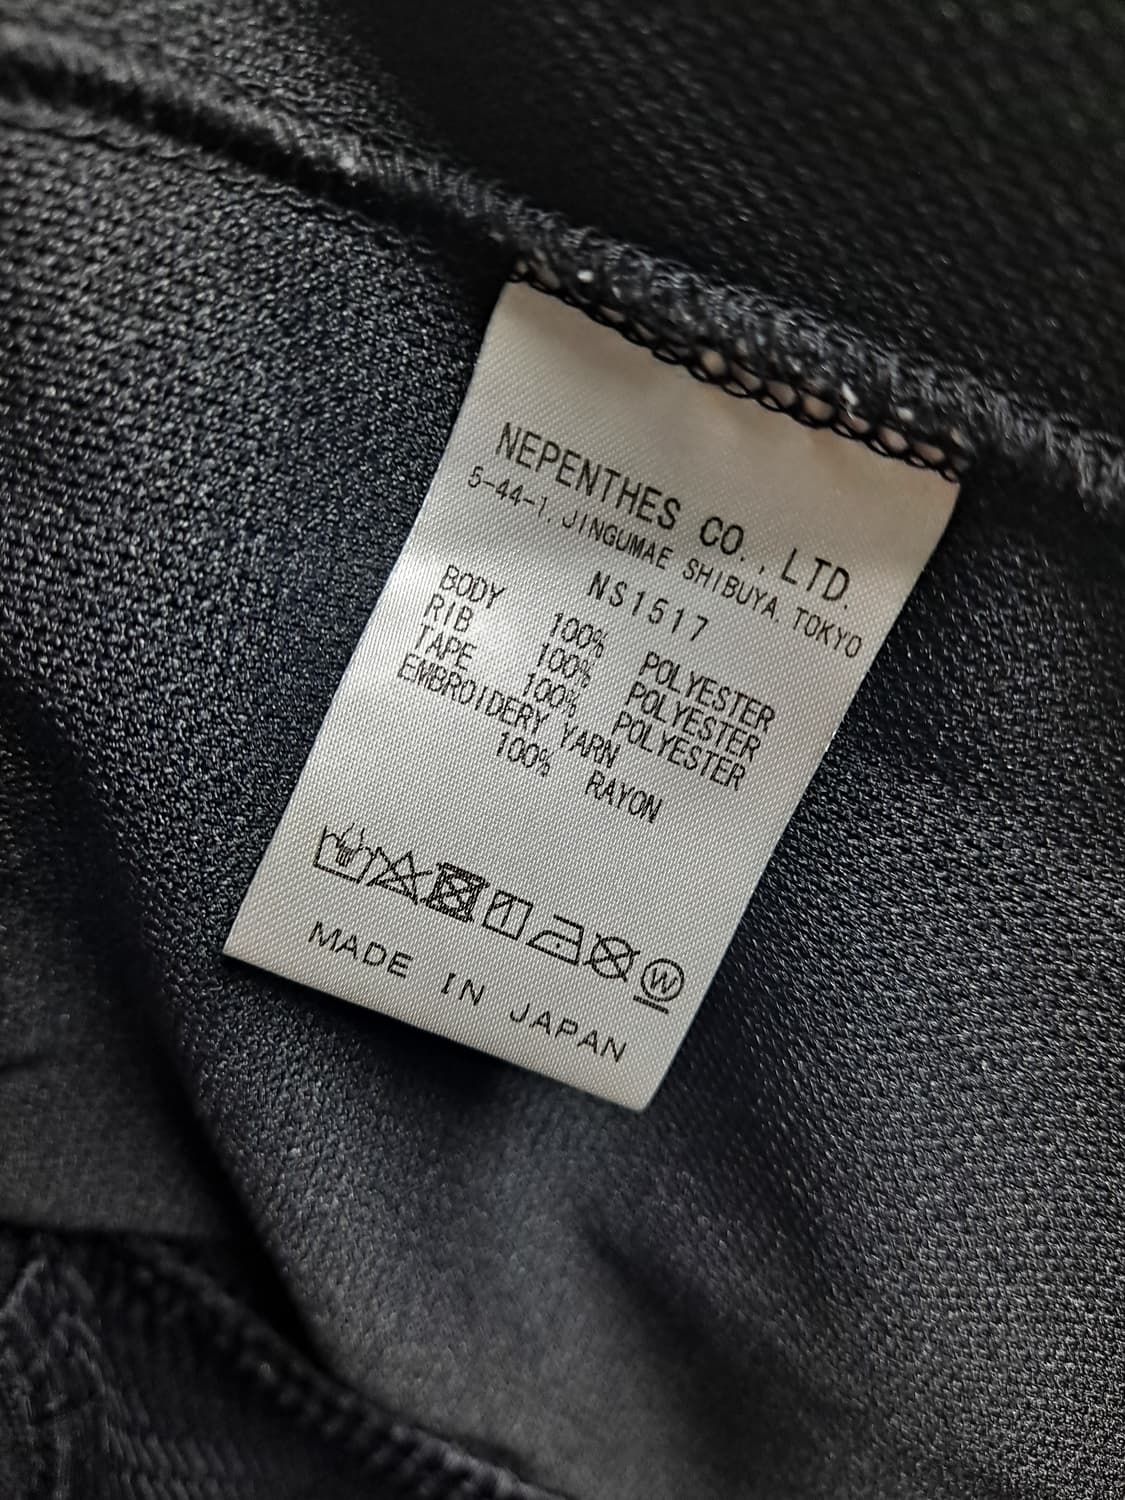 NEPENTHES CO., LTD.
5-44-1, JINGUMAE SHIBUYA, TOKYO
NS1517
BODY 100% POLYESTER
RIB 100% POLYESTER
TAPE 100% POLYESTER
EMBROIDERY YARN
100% RAYON
W
MADE IN JAPAN